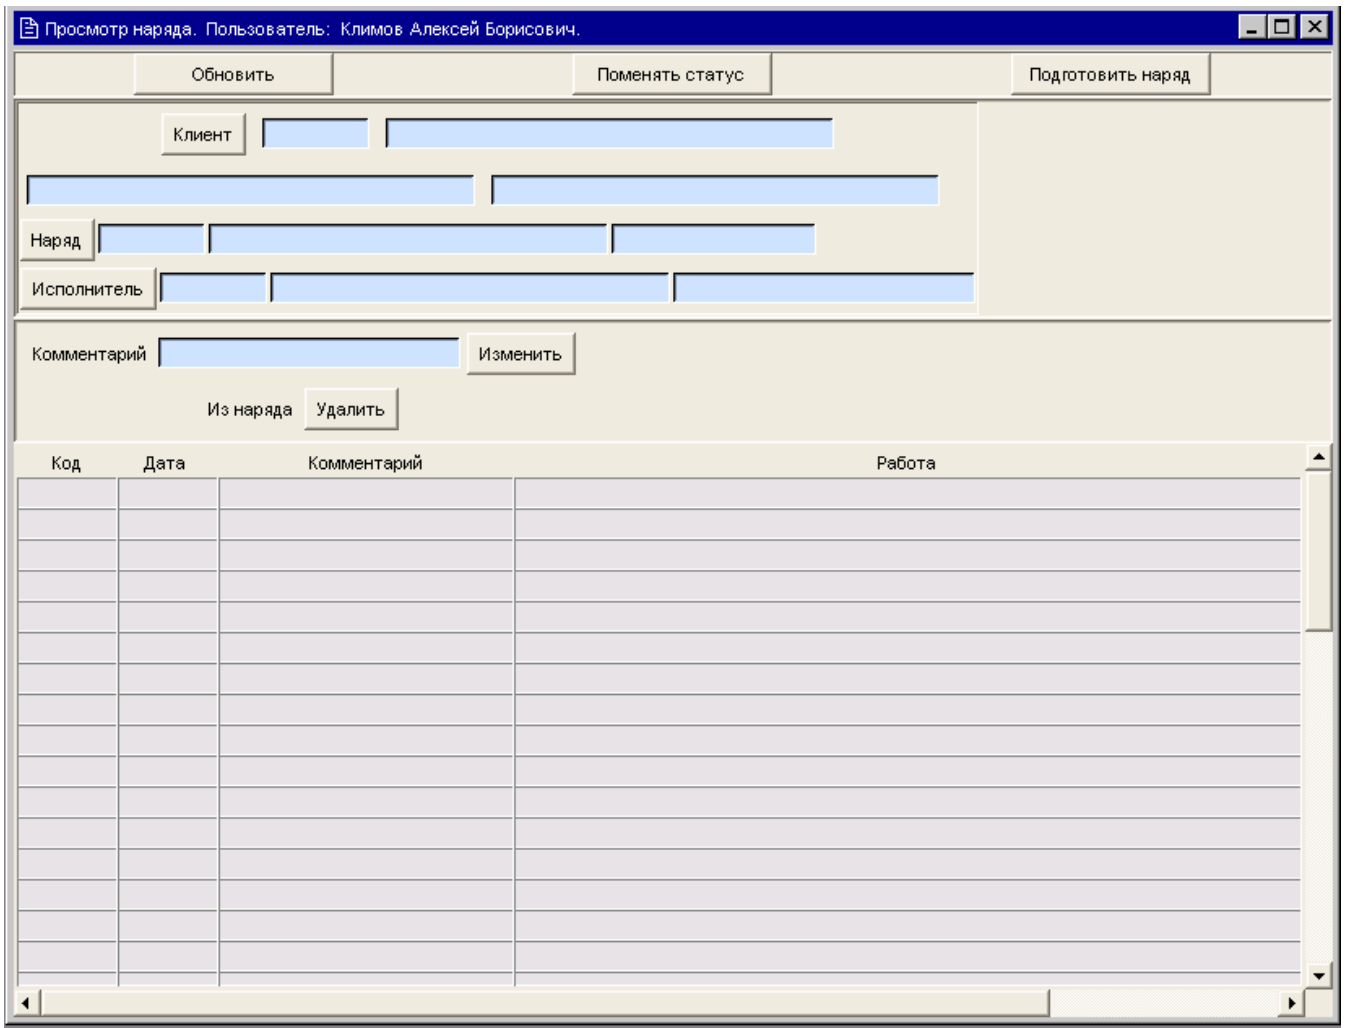 Просмотр наряда. Пользователь: Климов Алексей Борисович.
Обновить Поменять статус Подготовить наряд
Клиент
Наряд
Исполнитель
Комментарий Изменить
Из наряда Удалить
Код Дата Комментарий Работа